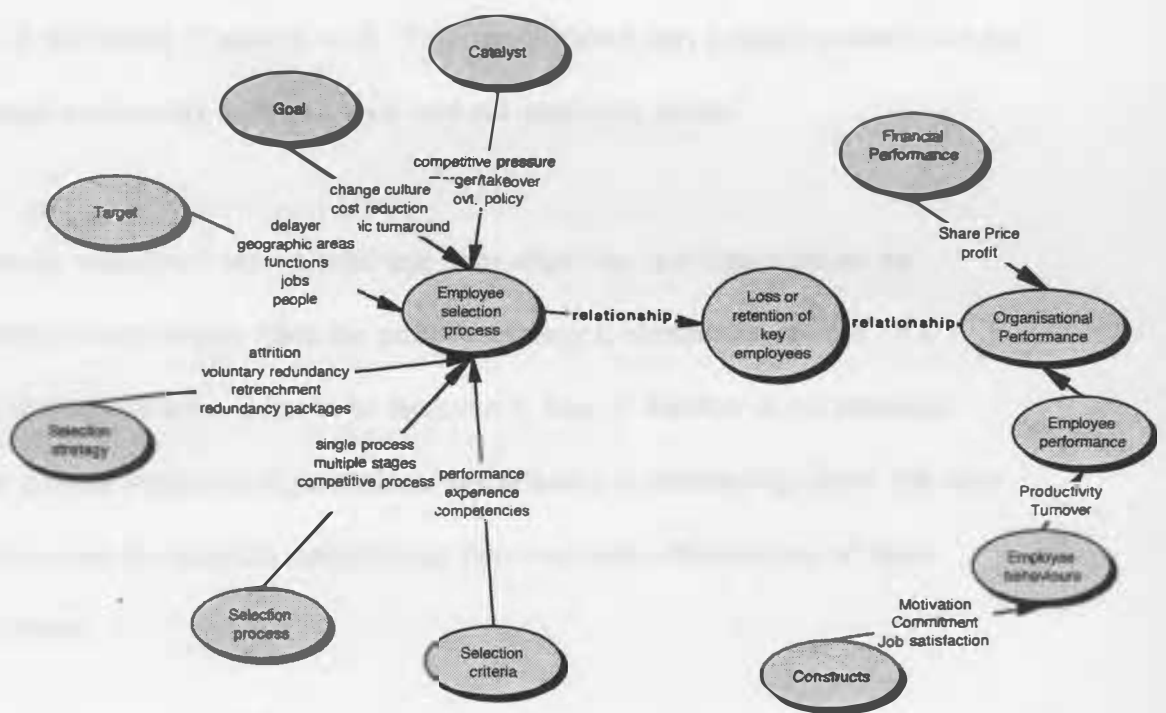 Catalyst
Goal
Financial
Performance
competitive pressure
change culture
cost reduction
turnaround
policy
Target
delayer
geographic areas
functions
jobs
people
Share Price
profit
Employee
selection
process
relationship
Loss or
retention of
key
employees
relationship
Organisational
Performance
attrition
voluntary redundancy
retrenchment
redundancy packages
Selection
strategy
Employee
performance
single process
multiple stages
competitive process
performance
experience
competencies
Productivity
Turnover
Employee
behaviours
Selection
process
Selection
criteria
Motivation
Commitment
Job satisfaction
Constructs